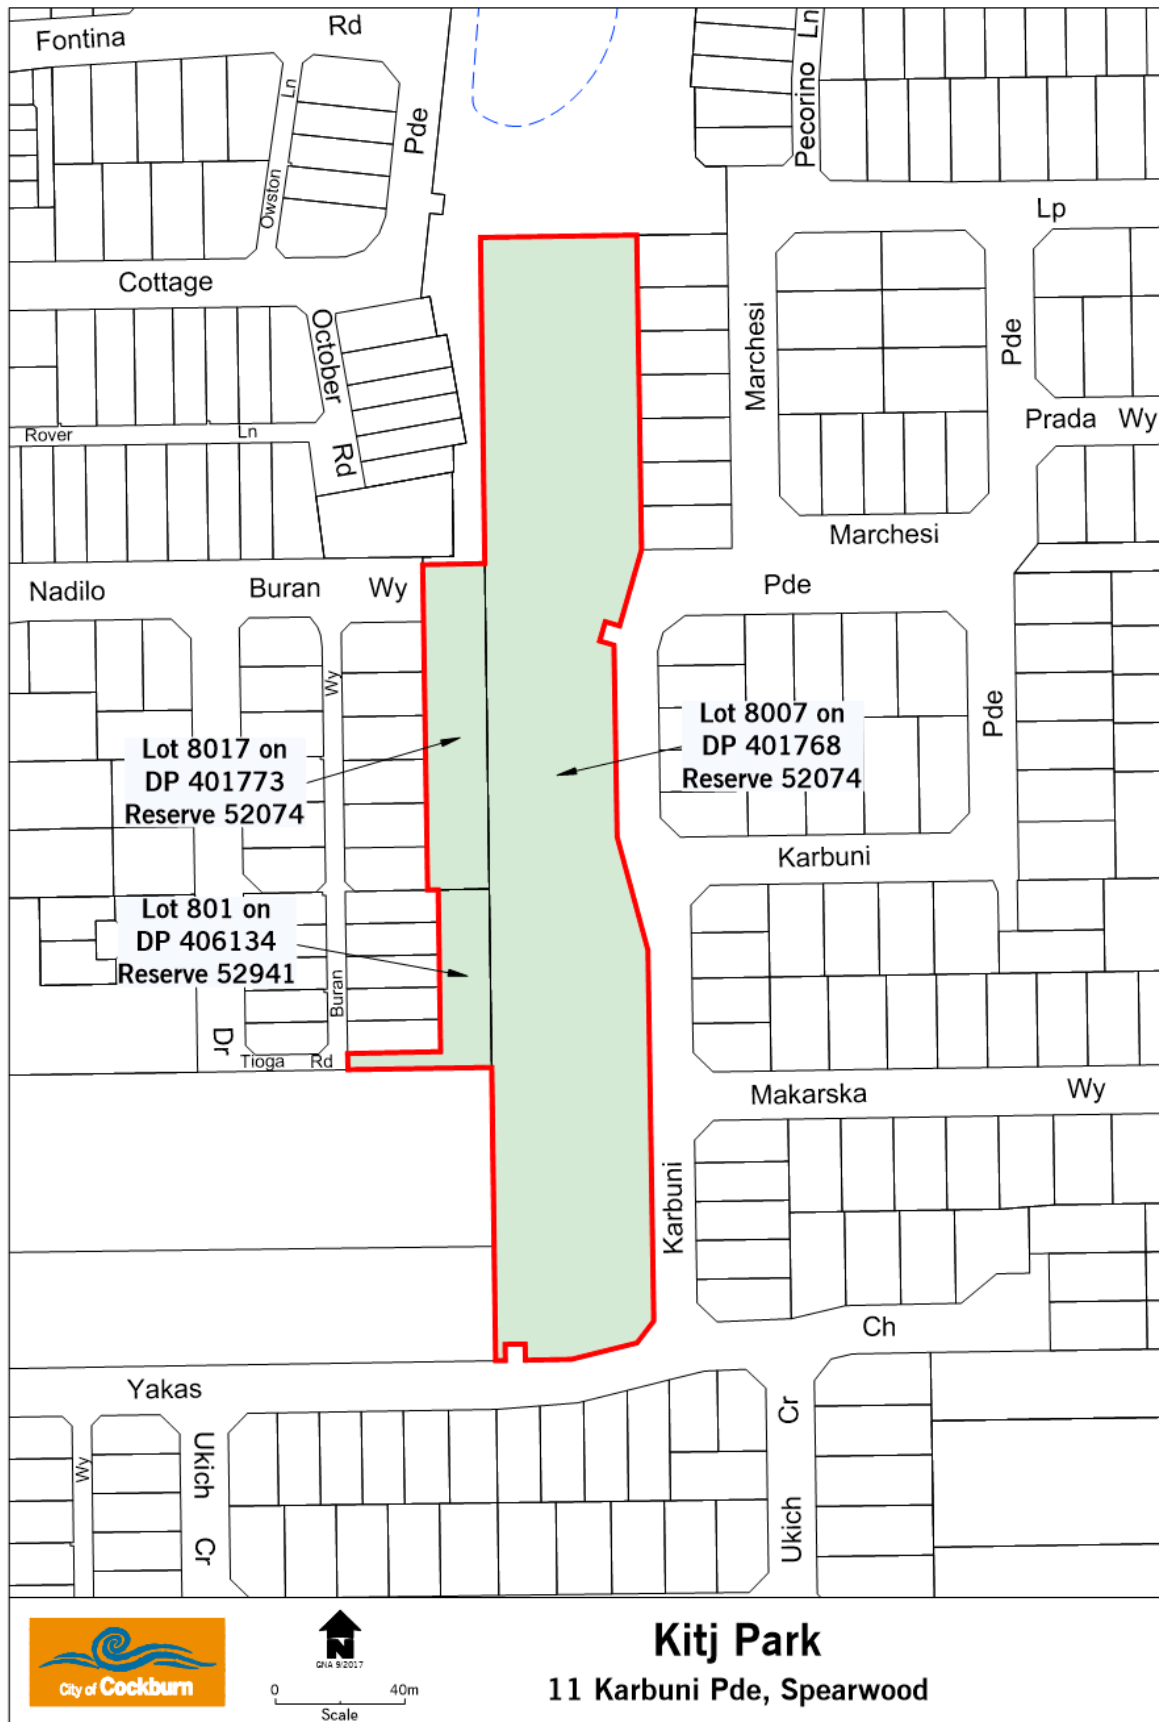 Fontina
Rd
Ln
Pde
Owston
Pecorino
Ln
Lp
Cottage
October
Rd
Rover
Ln
Marchesi
Pde
Prada Wy
Marchesi
Pde
Nadilo
Buran
Wy
Wy
Lot 8017 on
DP 401773
Reserve 52074
Lot 8007 on
DP 401768
Reserve 52074
Pde
Karbuni
Lot 801 on
DP 406134
Reserve 52941
Buran
Dr
Tioga
Rd
Makarska
Wy
Karbuni
Ch
Yakas
Wy
Ukich
Cr
Cr
Ukich
City of Cockburn
N
GNA 9/2017
0 40m
Scale
Kitj Park
11 Karbuni Pde, Spearwood